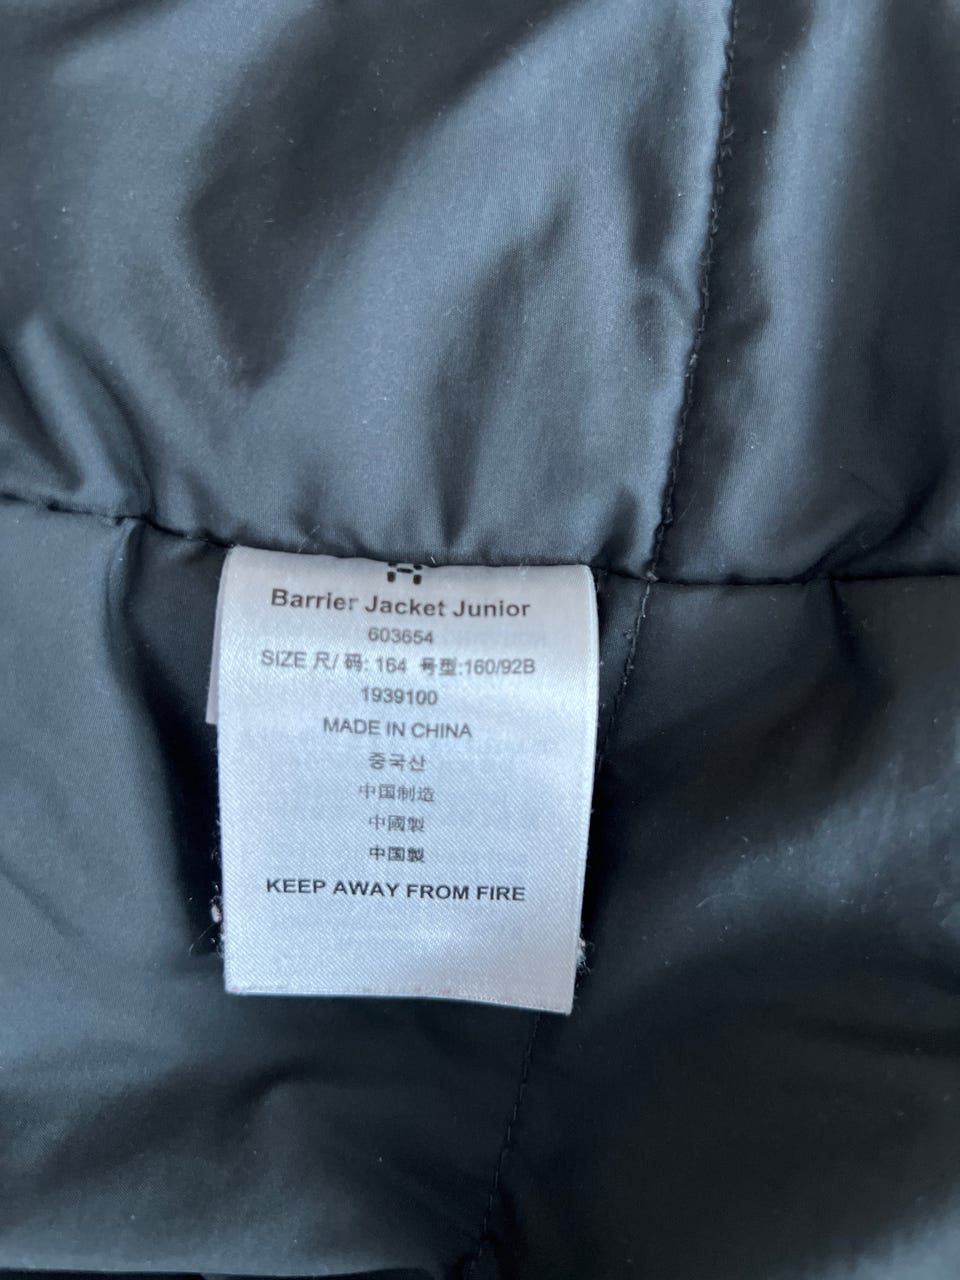 Barrier Jacket Junior
603654
SIZE 尺/ 码: 164 号型:160/92B
1939100
MADE IN CHINA
중국산
中国制造
中國製
中国製
KEEP AWAY FROM FIRE